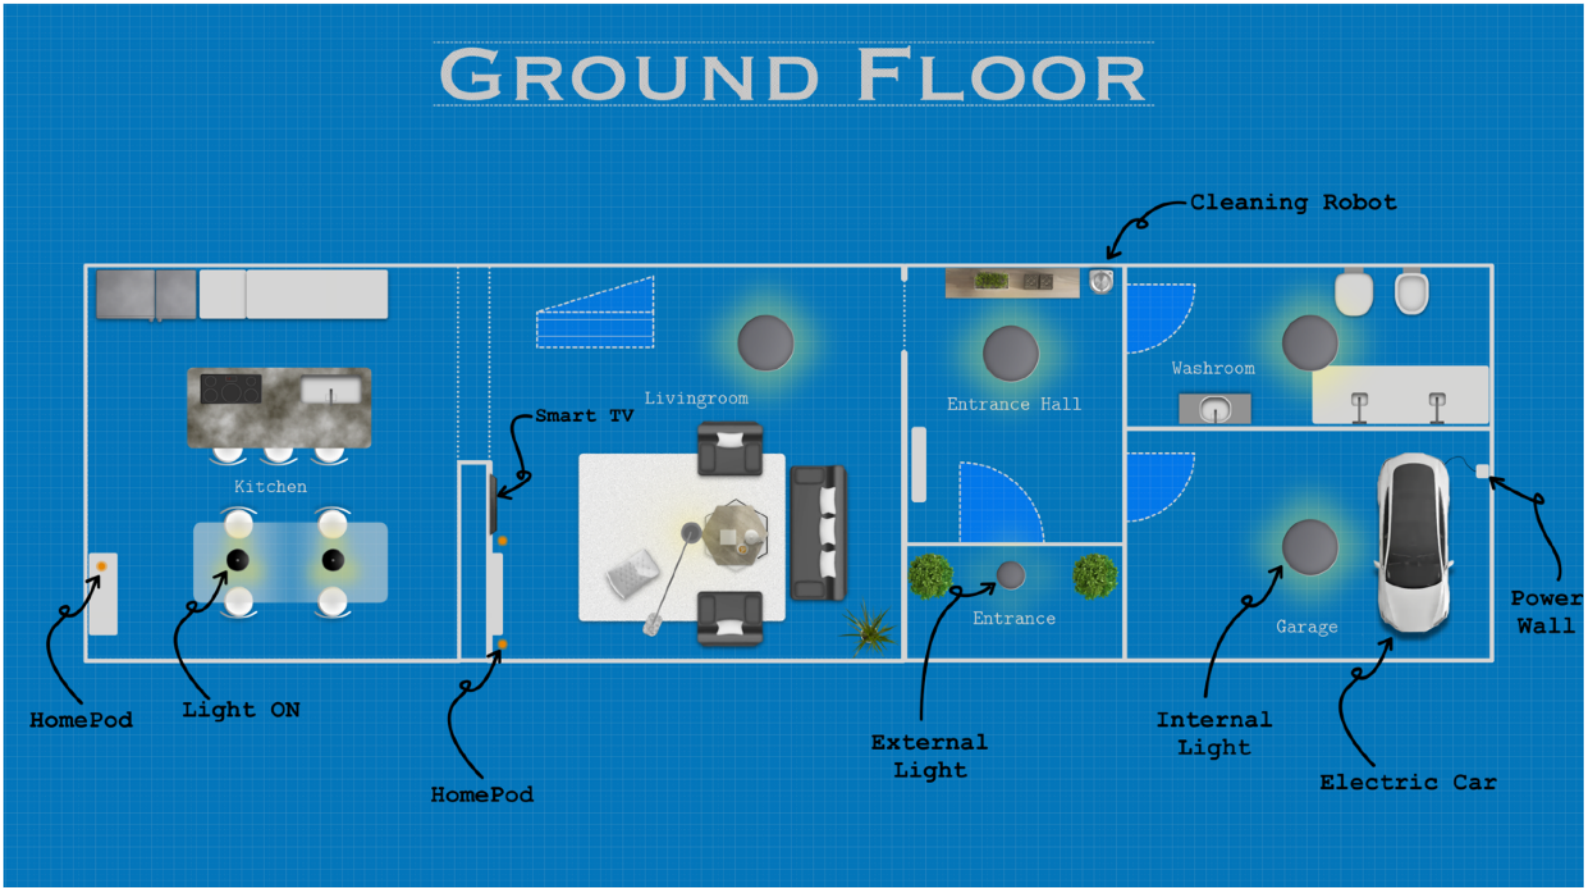 GROUND FLOOR
Cleaning Robot
Washroom
Livingroom
Entrance Hall
Smart TV
Kitchen
Entrance
Garage
Power
Wall
HomePod
Light ON
External
Light
Internal
Light
Electric Car
HomePod